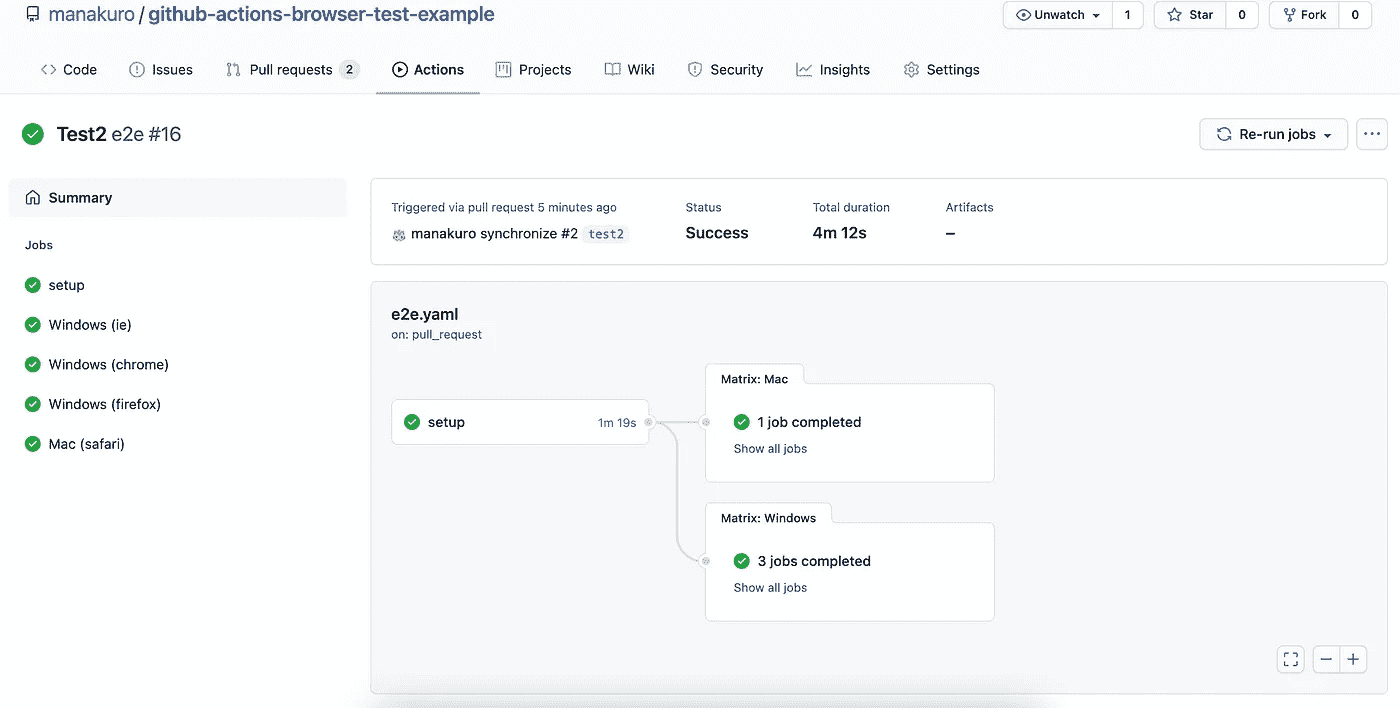 manakuro / github-actions-browser-test-example
Unwatch 1 Star 0 Fork 0
Code Issues Pull requests 2 Actions Projects Wiki Security Insights Settings
Test2 e2e #16
Re-run jobs
Summary
Jobs
setup
Windows (ie)
Windows (chrome)
Windows (firefox)
Mac (safari)
Triggered via pull request 5 minutes ago
manakuro synchronize #2 test2
Status
Success
Total duration
4m 12s
Artifacts
–
e2e.yaml
on: pull_request
setup 1m 19s
Matrix: Mac
1 job completed
Show all jobs
Matrix: Windows
3 jobs completed
Show all jobs